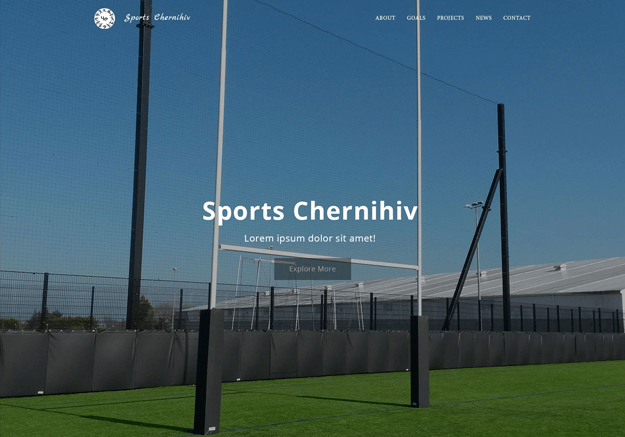 Sports Chernihiv
ABOUT GOALS PROJECTS NEWS CONTACT
Sports Chernihiv
Lorem ipsum dolor sit amet!
Explore More